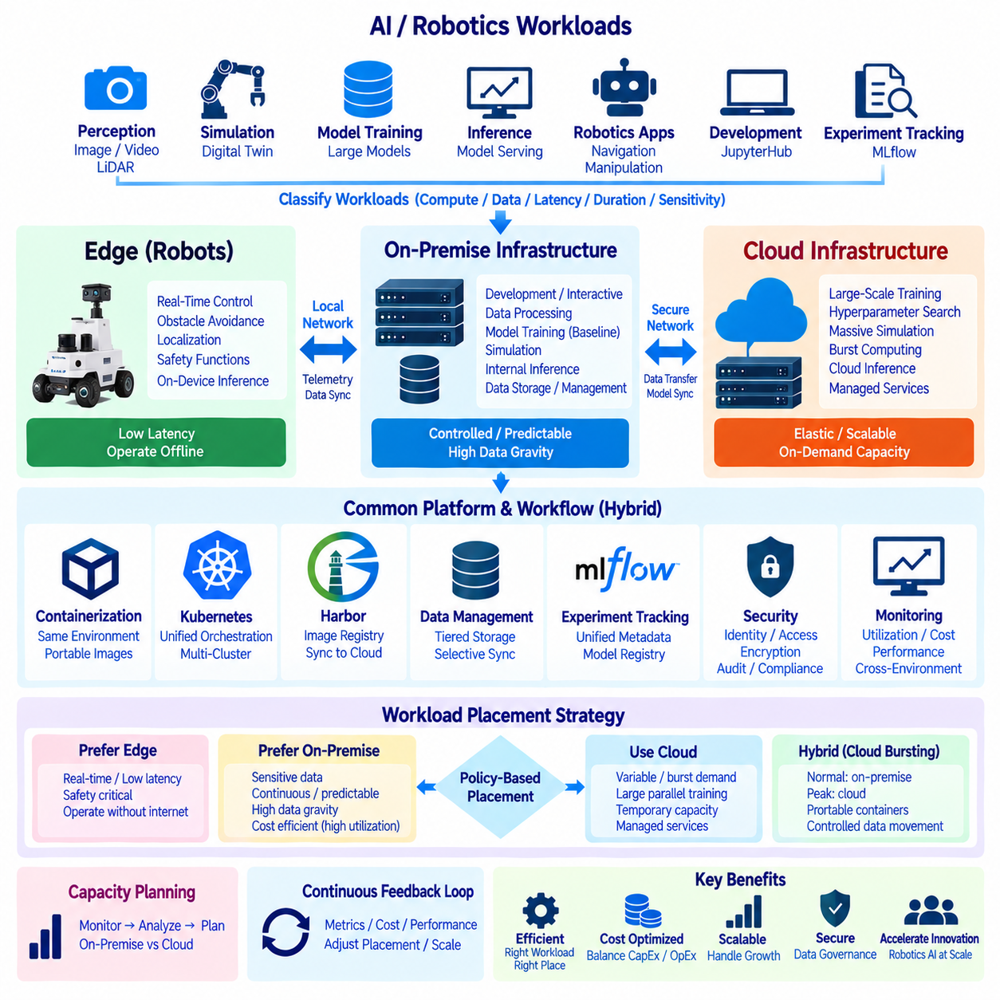 AI / Robotics Workloads
Perception
Image / Video
LiDAR
Simulation
Digital Twin
Model Training
Large Models
Inference
Model Serving
Robotics Apps
Navigation
Manipulation
Development
JupyterHub
Experiment Tracking
MLflow
Classify Workloads (Compute / Data / Latency / Duration / Sensitivity)
Edge (Robots)
Real-Time Control
Obstacle Avoidance
Localization
Safety Functions
On-Device Inference
Low Latency
Operate Offline
Local
Network
Telemetry
Data Sync
On-Premise Infrastructure
Development / Interactive
Data Processing
Model Training (Baseline)
Simulation
Internal Inference
Data Storage / Management
Controlled / Predictable
High Data Gravity
Secure
Network
Data Transfer
Model Sync
Cloud Infrastructure
Large-Scale Training
Hyperparameter Search
Massive Simulation
Burst Computing
Cloud Inference
Managed Services
Elastic / Scalable
On-Demand Capacity
Common Platform & Workflow (Hybrid)
Containerization
Same Environment
Portable Images
Kubernetes
Unified Orchestration
Multi-Cluster
Harbor
Image Registry
Sync to Cloud
Data Management
Tiered Storage
Selective Sync
mlflow
Experiment Tracking
Unified Metadata
Model Registry
Security
Identity / Access
Encryption
Audit / Compliance
Monitoring
Utilization / Cost
Performance
Cross-Environment
Workload Placement Strategy
Prefer Edge
Real-time / Low latency
Safety critical
Operate without internet
Prefer On-Premise
Sensitive data
Continuous / predictable
High data gravity
Cost efficient (high utilization)
Policy-Based
Placement
Use Cloud
Variable / burst demand
Large parallel training
Temporary capacity
Managed services
Hybrid (Cloud Bursting)
Normal: on-premise
Peak: cloud
Prortable containers
Controlled data movement
Capacity Planning
Monitor → Analyze → Plan
On-Premise vs Cloud
Continuous Feedback Loop
Metrics / Cost / Performance
Adjust Placement / Scale
Key Benefits
Efficient
Right Workload
Right Place
Cost Optimized
Balance CapEx / OpEx
Scalable
Handle Growth
Secure
Data Governance
Accelerate Innovation
Robotics AI at Scale